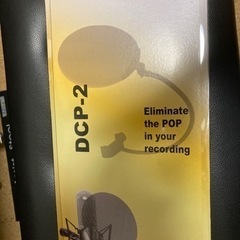 DCP-2
Eliminate
the POP
in your
recording